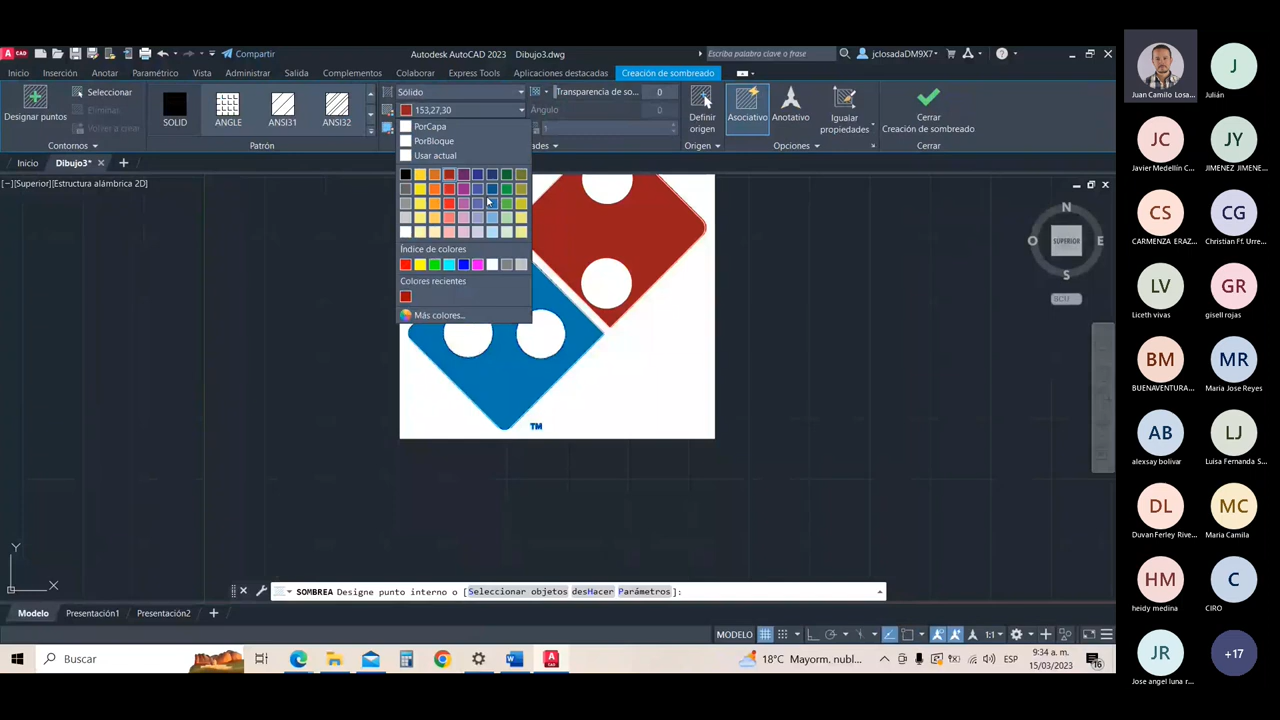 CAD
Compartir
Autodesk AutoCAD 2023 Dibujo3.dwg
Escriba palabra clave o frase
jclosadaDM9X7
Inicio Inserción Anotar Paramétrico Vista Administrar Salida Complementos Colaborar Express Tools Aplicaciones destacadas Creación de sombreado
Designar puntos
Seleccionar
Eliminar
Volver a crear
Contornos
SOLID
ANGLE
ANSI31
ANSI32
Patrón
Sólido
153,27,30
Transparencia de so... 0
Ángulo 0
1
Definir
origen
Origen
Asociativo
Anotativo
Igualar
propiedades
Opciones
Cerrar
Creación de sombreado
Cerrar
PorCapa
PorBloque
Usar actual
Índice de colores
Colores recientes
Más colores...
Inicio Dibujo3*
[−][Superior][Estructura alámbrica 2D]
N
O SUPERIOR E
S
BCU
TM
Y
X
SOMBREA Designe punto interno o [Seleccionar objetos desHacer Parámetros]:
Modelo Presentación1 Presentación2
MODELO
1:1
Buscar
18°C Mayorm. nubl...
ESP
9:34 a. m.
15/03/2023
16
Juan Camilo Losa...
J
Julián
JC
Javier Medellín C...
JY
JIMENEZ JIMENE...
CS
CARMENZA ERAZ...
CG
Christian Ff. Urre...
LV
Liceth vivas
GR
gisell rojas
BM
BUENAVENTURA...
MR
Maria Jose Reyes
AB
alexsay bolivar
LJ
Luisa Fernanda S...
DL
Duvan Ferley Rive...
MC
Maria Camila
HM
heidy medina
C
CIRO
JR
Jose angel luna r...
+17